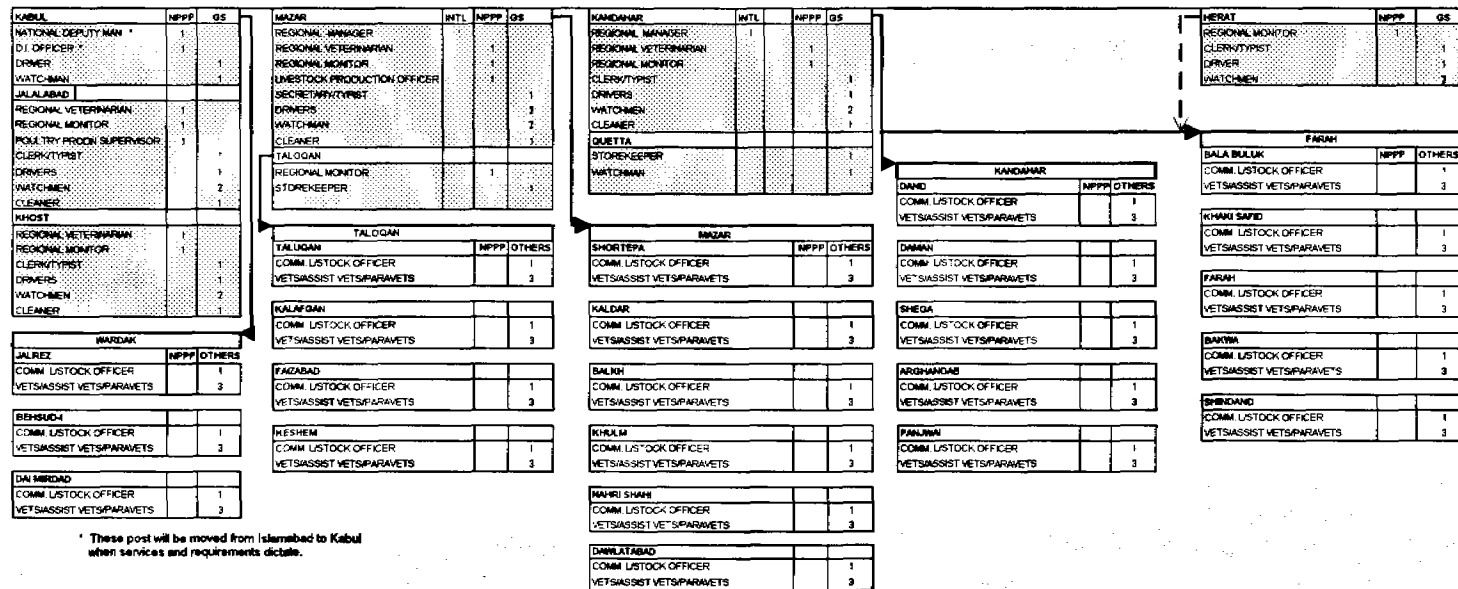 KABUL NPPP GS
NATIONAL DEPUTY MAN * 1
D.I. OFFICER * 1
DRIVER 1
WATCHMAN 1
JALALABAD
REGIONAL VETERINARIAN 1
REGIONAL MONITOR 1
POULTRY PRODN SUPERVISOR 1
CLERK/TYPIST 1
DRIVERS 1
WATCHMEN 2
CLEANER 1
KHOST
REGIONAL VETERINARIAN 1
REGIONAL MONITOR 1
CLERK/TYPIST 1
DRIVERS 1
WATCHMEN 2
CLEANER 1
WARDAK
JALREZ NPPP OTHERS
COMM. L/STOCK OFFICER 1
VETS/ASSIST VETS/PARAVETS 3
BEHSUD-I
COMM. L/STOCK OFFICER 1
VETS/ASSIST VETS/PARAVETS 3
DAI MIRDAD
COMM. L/STOCK OFFICER 1
VETS/ASSIST VETS/PARAVETS 3
* These post will be moved from Islamabad to Kabul
when services and requirements dictate.
MAZAR INTL NPPP GS
REGIONAL MANAGER 1
REGIONAL VETERINARIAN 1
REGIONAL MONITOR 1
LIVESTOCK PRODUCTION OFFICER 1
SECRETARY/TYPIST 1
DRIVERS
WATCHMAN 2
CLEANER 1
TALOQAN
REGIONAL MONITOR 1
STOREKEEPER 1
TALOQAN
TALUQAN NPPP OTHERS
COMM. L/STOCK OFFICER 1
VETS/ASSIST VETS/PARAVETS 3
KALAFGAN
COMM. L/STOCK OFFICER 1
VETS/ASSIST VETS/PARAVETS 3
FAIZABAD
COMM. L/STOCK OFFICER 1
VETS/ASSIST VETS/PARAVETS 3
KESHEM
COMM. L/STOCK OFFICER 1
VETS/ASSIST VETS/PARAVETS 3
KANDAHAR INTL NPPP GS
REGIONAL MANAGER 1
REGIONAL VETERINARIAN 1
REGIONAL MONITOR 1
CLERK/TYPIST 1
DRIVERS
WATCHMEN 2
CLEANER 1
QUETTA
STOREKEEPER 1
WATCHMAN 1
MAZAR
SHORTEPA NPPP OTHERS
COMM. L/STOCK OFFICER 1
VETS/ASSIST VETS/PARAVETS 3
KALDAR
COMM. L/STOCK OFFICER 1
VETS/ASSIST VETS/PARAVETS 3
BALKH
COMM. L/STOCK OFFICER 1
VETS/ASSIST VETS/PARAVETS 3
KHULM
COMM. L/STOCK OFFICER 1
VETS/ASSIST VETS/PARAVETS 3
NAHRI SHAHI
COMM. L/STOCK OFFICER 1
VETS/ASSIST VETS/PARAVETS 3
DAWLATABAD
COMM. L/STOCK OFFICER 1
VETS/ASSIST VETS/PARAVETS 3
KANDAHAR
DAND NPPP OTHERS
COMM. L/STOCK OFFICER 1
VETS/ASSIST VETS/PARAVETS 3
DAMAN
COMM. L/STOCK OFFICER 1
VETS/ASSIST VETS/PARAVETS 3
SHEGA
COMM. L/STOCK OFFICER 1
VETS/ASSIST VETS/PARAVETS 3
ARGHANDAB
COMM. L/STOCK OFFICER 1
VETS/ASSIST VETS/PARAVETS 3
PANJWAI
COMM. L/STOCK OFFICER 1
VETS/ASSIST VETS/PARAVETS 3
HERAT NPPP GS
REGIONAL MONITOR 1
CLERK/TYPIST 1
DRIVER 1
WATCHMEN 2
FARAH
BALA BULUK NPPP OTHERS
COMM. L/STOCK OFFICER 1
VETS/ASSIST VETS/PARAVETS 3
KHAKI SAFID
COMM. L/STOCK OFFICER 1
VETS/ASSIST VETS/PARAVETS 3
FARAH
COMM. L/STOCK OFFICER 1
VETS/ASSIST VETS/PARAVETS 3
BAKWA
COMM. L/STOCK OFFICER 1
VETS/ASSIST VETS/PARAVETS 3
SHINDAND
COMM. L/STOCK OFFICER 1
VETS/ASSIST VETS/PARAVETS 3